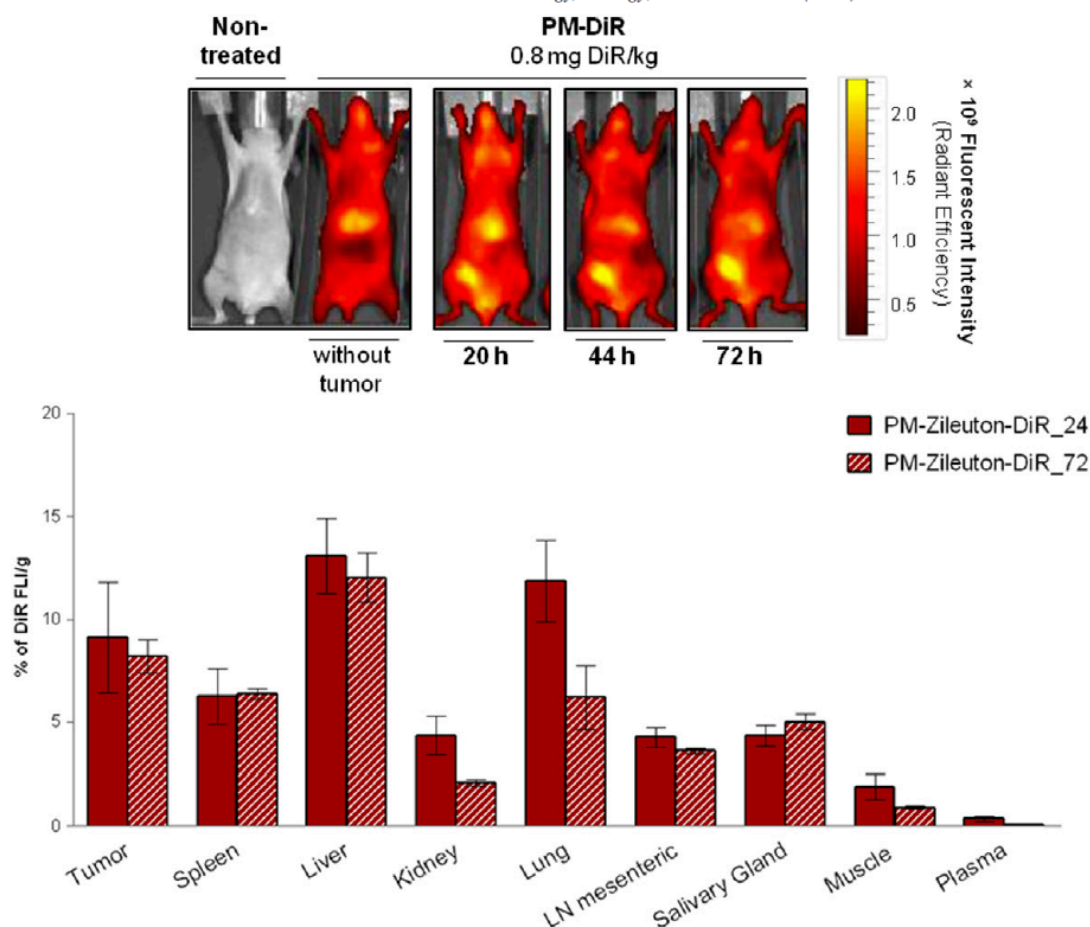 Non-
treated
PM-DiR
0.8 mg DiR/kg
without
tumor
20 h
44 h
72 h
2.0
1.5
1.0
0.5
× 10⁹ Fluorescent Intensity
(Radiant Efficiency)
PM-Zileuton-DiR_24
PM-Zileuton-DiR_72
% of DiR FLI/g
20
15
10
5
0
Tumor
Spleen
Liver
Kidney
Lung
LN mesenteric
Salivary Gland
Muscle
Plasma